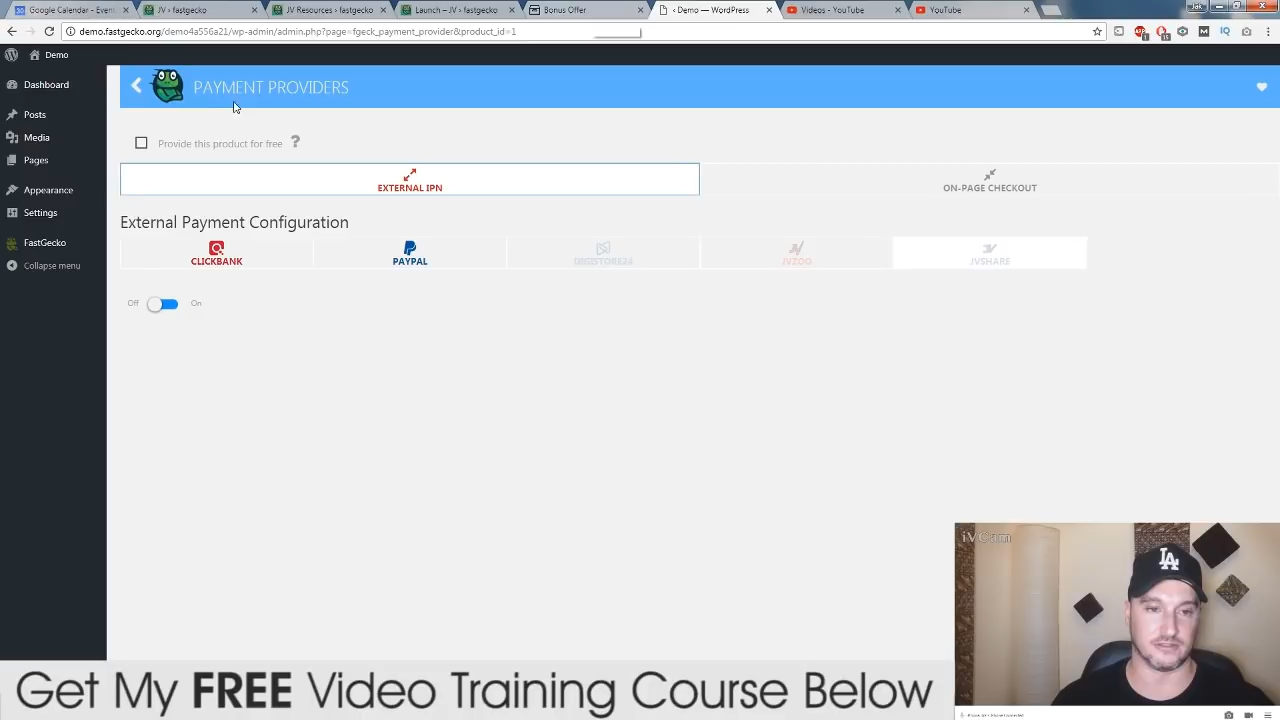 Google Calendar - Event
JV › fastgecko
JV Resources › fastgecko
Launch – JV › fastgecko
Bonus Offer
‹ Demo — WordPress
Videos - YouTube
YouTube
Jak
demo.fastgecko.org/demo4a556a21/wp-admin/admin.php?page=fgeck_payment_provider&product_id=1
Demo
Dashboard
Posts
Media
Pages
Appearance
Settings
FastGecko
Collapse menu
PAYMENT PROVIDERS
Provide this product for free ?
EXTERNAL IPN
ON-PAGE CHECKOUT
External Payment Configuration
CLICKBANK
PAYPAL
DIGISTORE24
JVZOO
JVSHARE
Off On
iVCam
LA
Get My FREE Video Training Course Below